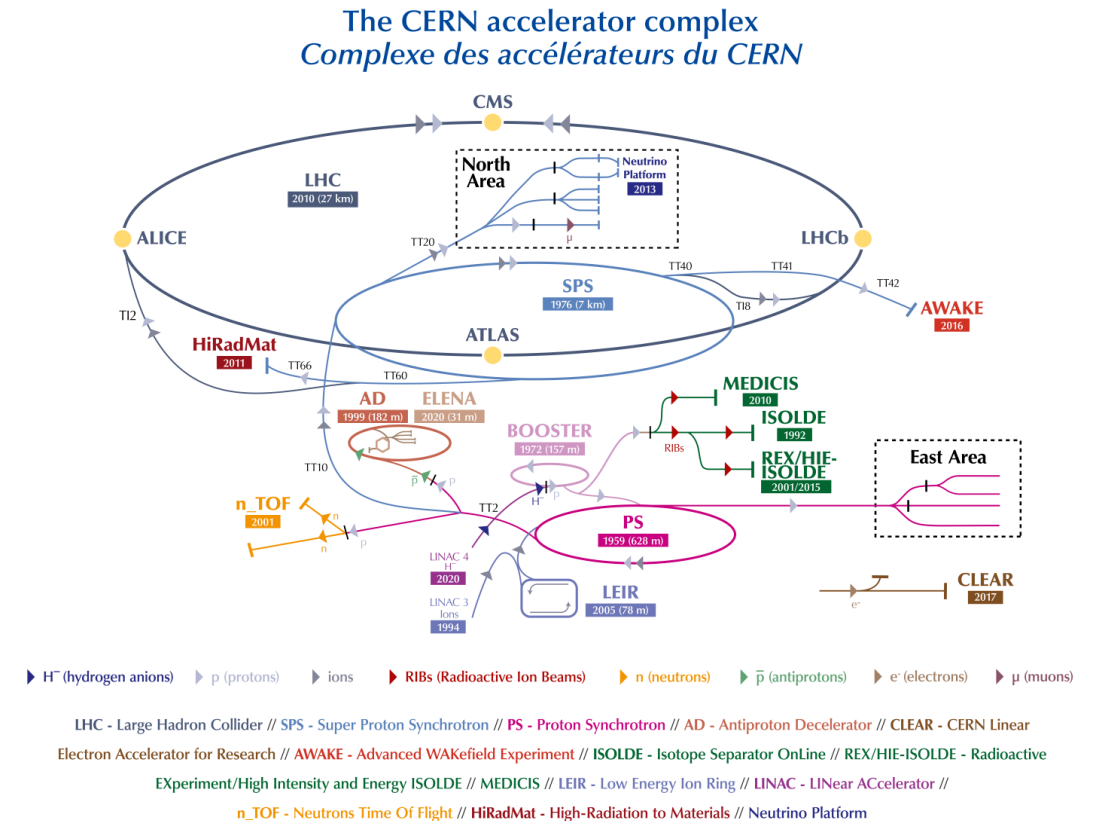 The CERN accelerator complex
Complexe des accélérateurs du CERN
CMS
North
Area
Neutrino
Platform
2013
LHC
2010 (27 km)
μ
ALICE
LHCb
TT20
TT40
TT41
TT42
SPS
1976 (7 km)
TI8
AWAKE
2016
TI2
ATLAS
HiRadMat
2011
TT66
TT60
AD
1999 (182 m)
ELENA
2020 (31 m)
MEDICIS
2010
ISOLDE
1992
BOOSTER
1972 (157 m)
RIBs
REX/HIE-
ISOLDE
2001/2015
East Area
TT10
p̅
p
H⁻
p
n_TOF
2001
n
n
p
TT2
PS
1959 (628 m)
LINAC 4
H⁻
2020
LINAC 3
Ions
1994
LEIR
2005 (78 m)
CLEAR
2017
e⁻
H⁻ (hydrogen anions)
p (protons)
ions
RIBs (Radioactive Ion Beams)
n (neutrons)
p̅ (antiprotons)
e⁻ (electrons)
μ (muons)
LHC - Large Hadron Collider // SPS - Super Proton Synchrotron // PS - Proton Synchrotron // AD - Antiproton Decelerator // CLEAR - CERN Linear
Electron Accelerator for Research // AWAKE - Advanced WAKefield Experiment // ISOLDE - Isotope Separator OnLine // REX/HIE-ISOLDE - Radioactive
EXperiment/High Intensity and Energy ISOLDE // MEDICIS // LEIR - Low Energy Ion Ring // LINAC - LINear ACcelerator //
n_TOF - Neutrons Time Of Flight // HiRadMat - High-Radiation to Materials // Neutrino Platform